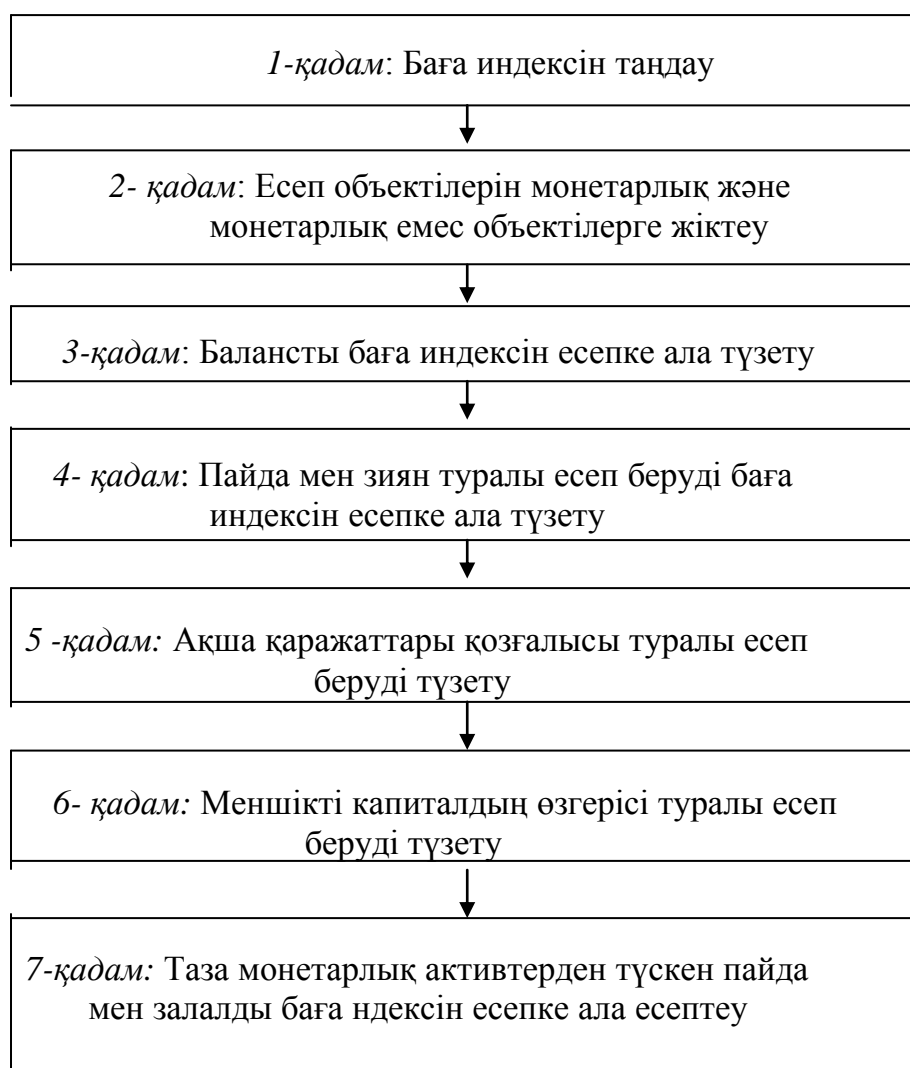 1-қадам: Баға индексін таңдау
2- қадам: Есеп объектілерін монетарлық және
монетарлық емес объектілерге жіктеу
3-қадам: Балансты баға индексін есепке ала түзету
4- қадам: Пайда мен зиян туралы есеп беруді баға
индексін есепке ала түзету
5 -қадам: Ақша қаражаттары қозғалысы туралы есеп
беруді түзету
6- қадам: Меншікті капиталдың өзгерісі туралы есеп
беруді түзету
7-қадам: Таза монетарлық активтерден түскен пайда
мен залалды баға ндексін есепке ала есептеу